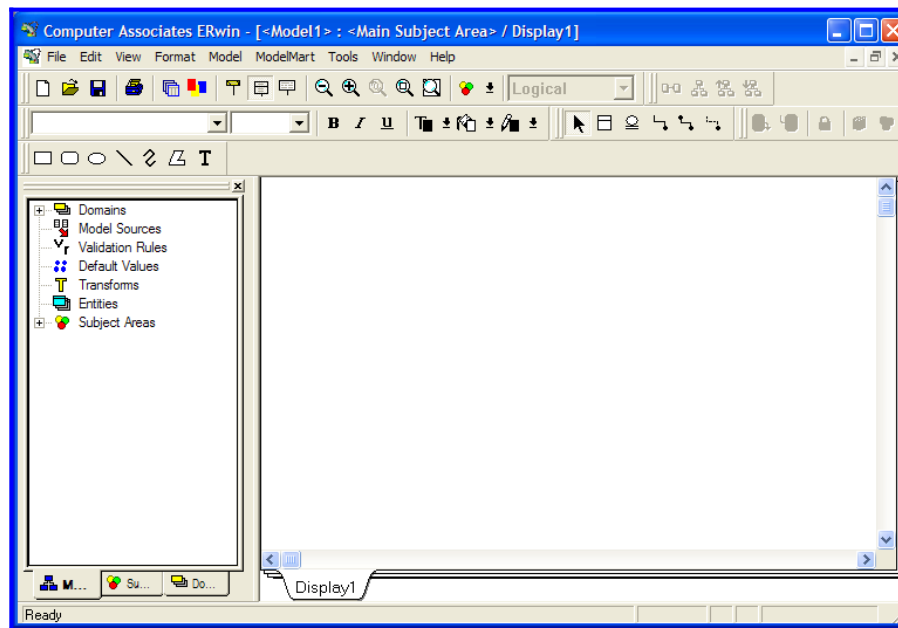 Computer Associates ERwin - [<Model1> : <Main Subject Area> / Display1]
File Edit View Format Model ModelMart Tools Window Help
Logical
B I U T
T
Domains
Model Sources
Validation Rules
Default Values
Transforms
Entities
Subject Areas
M... Su... Do...
Display1
Ready